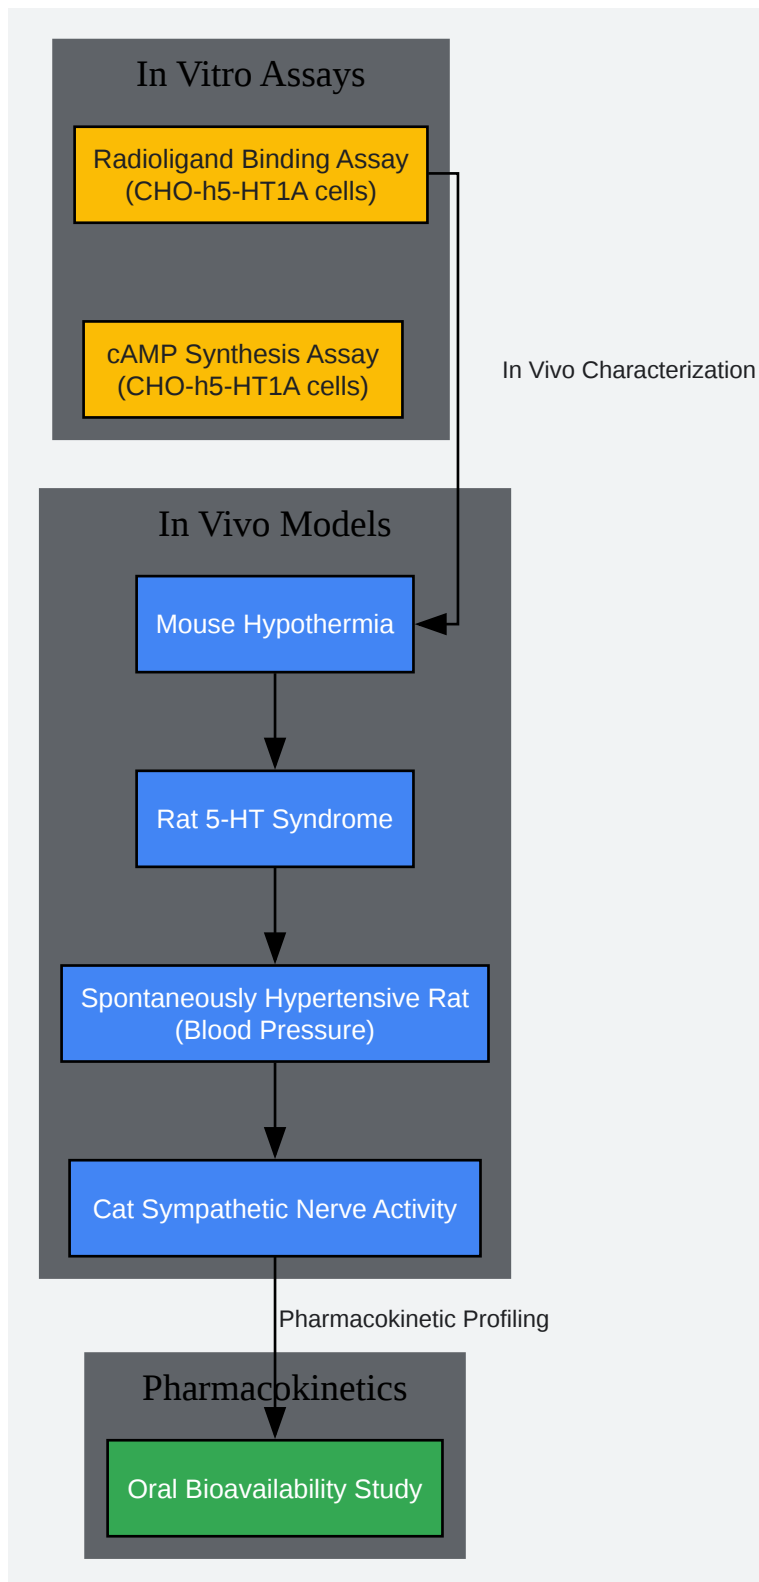 In Vitro Assays
Radioligand Binding Assay
(CHO-h5-HT1A cells)
cAMP Synthesis Assay
(CHO-h5-HT1A cells)
In Vivo Characterization
In Vivo Models
Mouse Hypothermia
Rat 5-HT Syndrome
Spontaneously Hypertensive Rat
(Blood Pressure)
Cat Sympathetic Nerve Activity
Pharmacokinetic Profiling
Pharmacokinetics
Oral Bioavailability Study